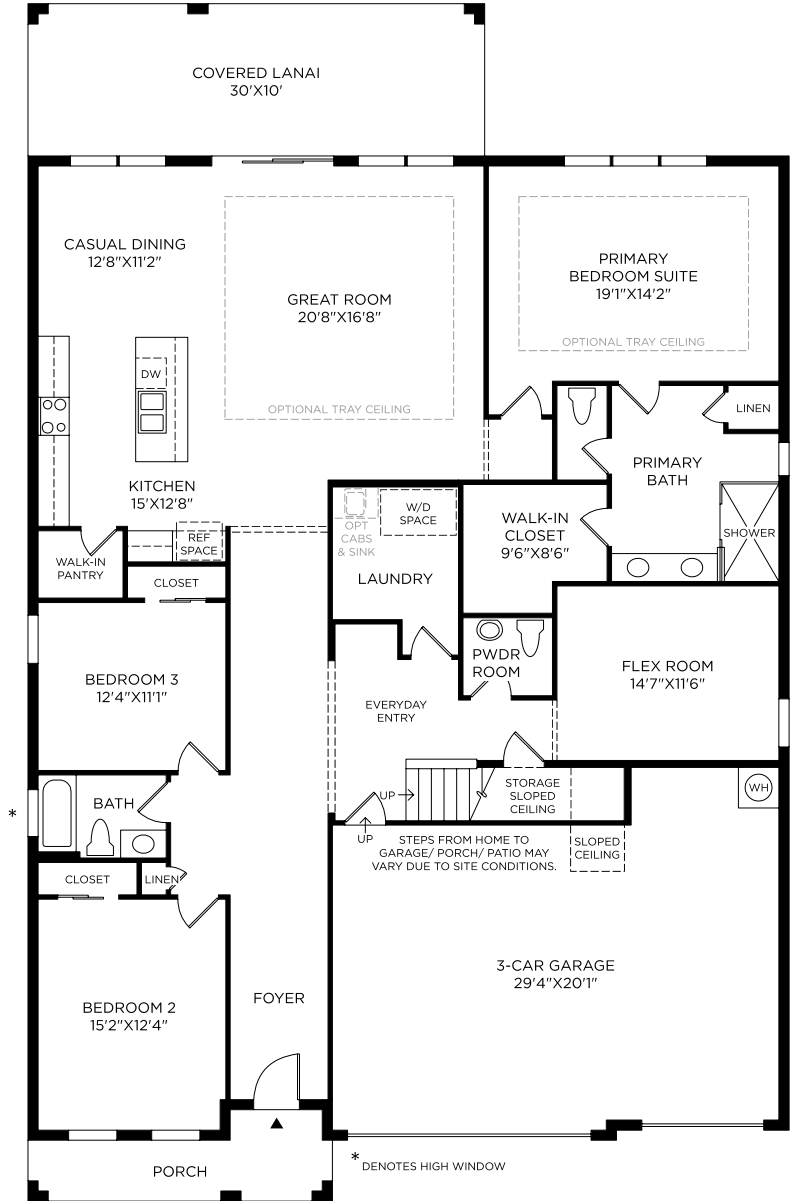 COVERED LANAI
30'X10'
CASUAL DINING
12'8"X11'2"
GREAT ROOM
20'8"X16'8"
OPTIONAL TRAY CEILING
PRIMARY
BEDROOM SUITE
19'1"X14'2"
OPTIONAL TRAY CEILING
DW
LINEN
PRIMARY
BATH
KITCHEN
15'X12'8"
REF
SPACE
WALK-IN
PANTRY
CLOSET
OPT
CABS
& SINK
W/D
SPACE
LAUNDRY
WALK-IN
CLOSET
9'6"X8'6"
SHOWER
BEDROOM 3
12'4"X11'1"
PWDR
ROOM
FLEX ROOM
14'7"X11'6"
EVERYDAY
ENTRY
UP
UP
STORAGE
SLOPED
CEILING
WH
*
BATH
STEPS FROM HOME TO
GARAGE/ PORCH/ PATIO MAY
VARY DUE TO SITE CONDITIONS.
SLOPED
CEILING
CLOSET
LINEN
BEDROOM 2
15'2"X12'4"
FOYER
3-CAR GARAGE
29'4"X20'1"
PORCH
* DENOTES HIGH WINDOW